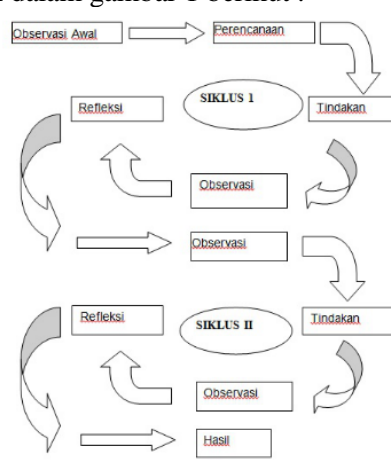 dalam gambar 1 berikut :
Observasi Awal
Perencanaan
Refleksi
SIKLUS 1
Tindakan
Observasi
Observasi
Refleksi
SIKLUS II
Tindakan
Observasi
Hasil